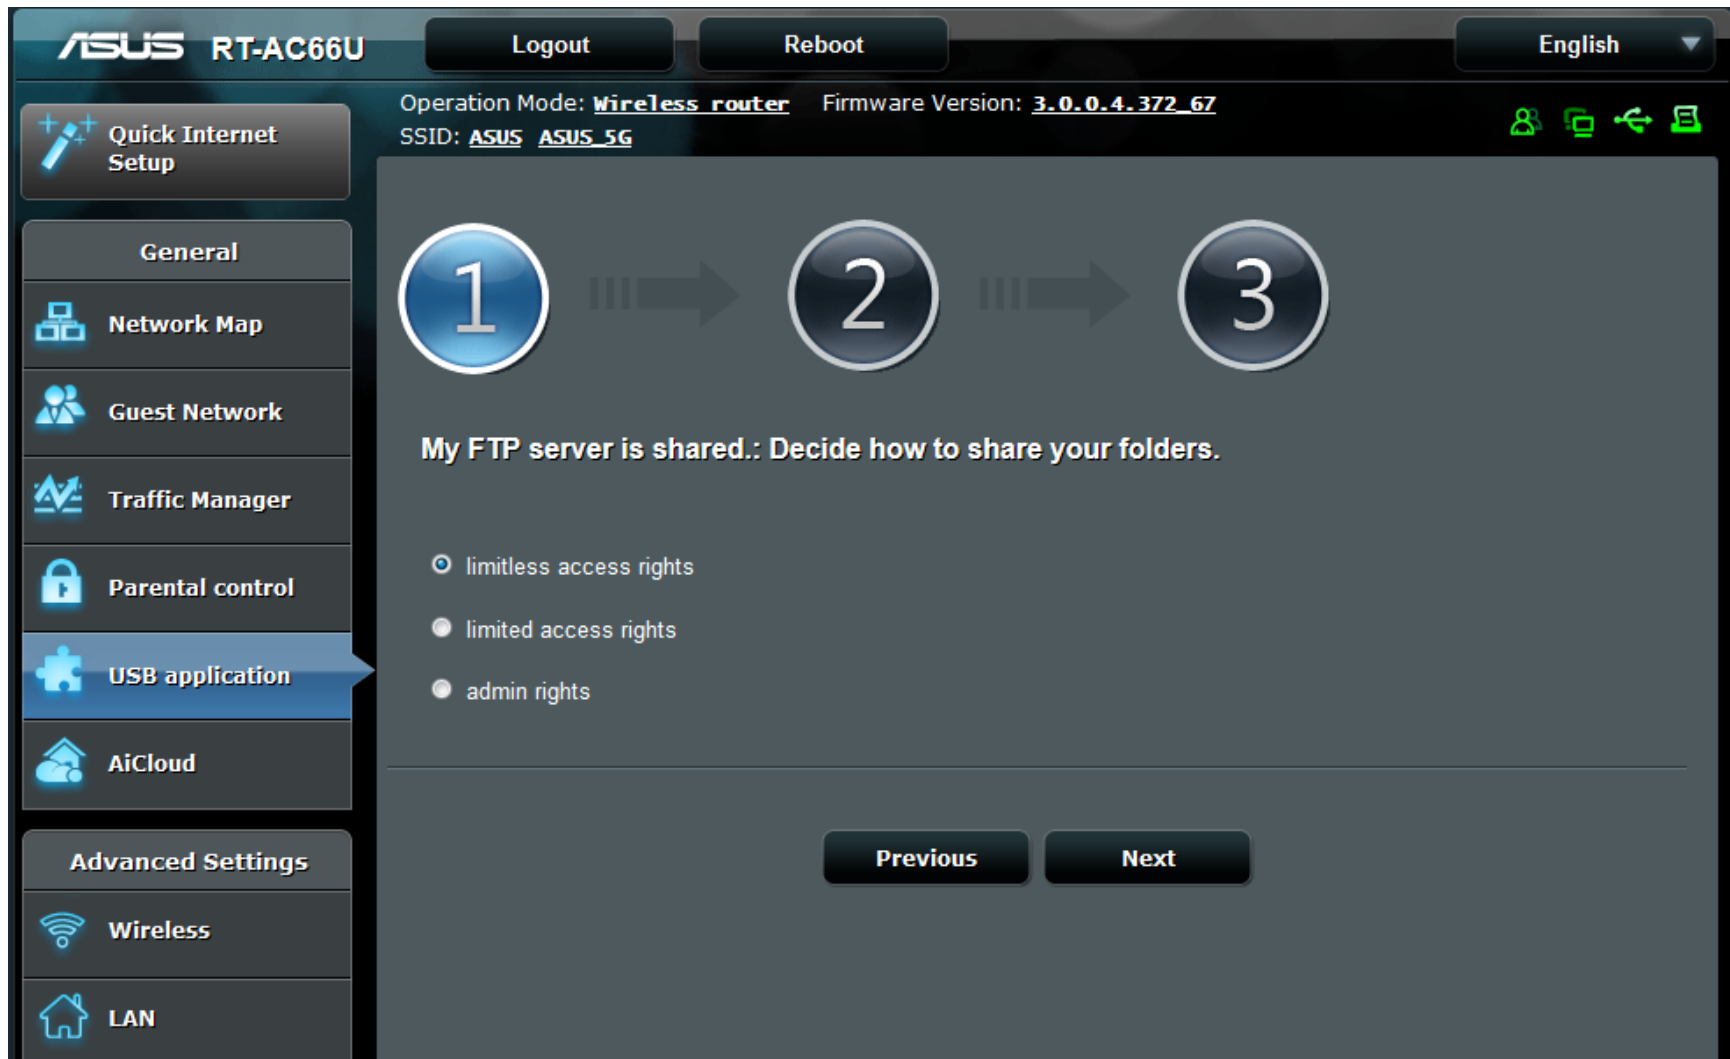 ASUS RT-AC66U Logout Reboot English
Operation Mode: Wireless router Firmware Version: 3.0.0.4.372_67
SSID: ASUS ASUS_5G
Quick Internet
Setup
General
Network Map
Guest Network
Traffic Manager
Parental control
USB application
AiCloud
Advanced Settings
Wireless
LAN
1 2 3
My FTP server is shared.: Decide how to share your folders.
limitless access rights
limited access rights
admin rights
Previous Next